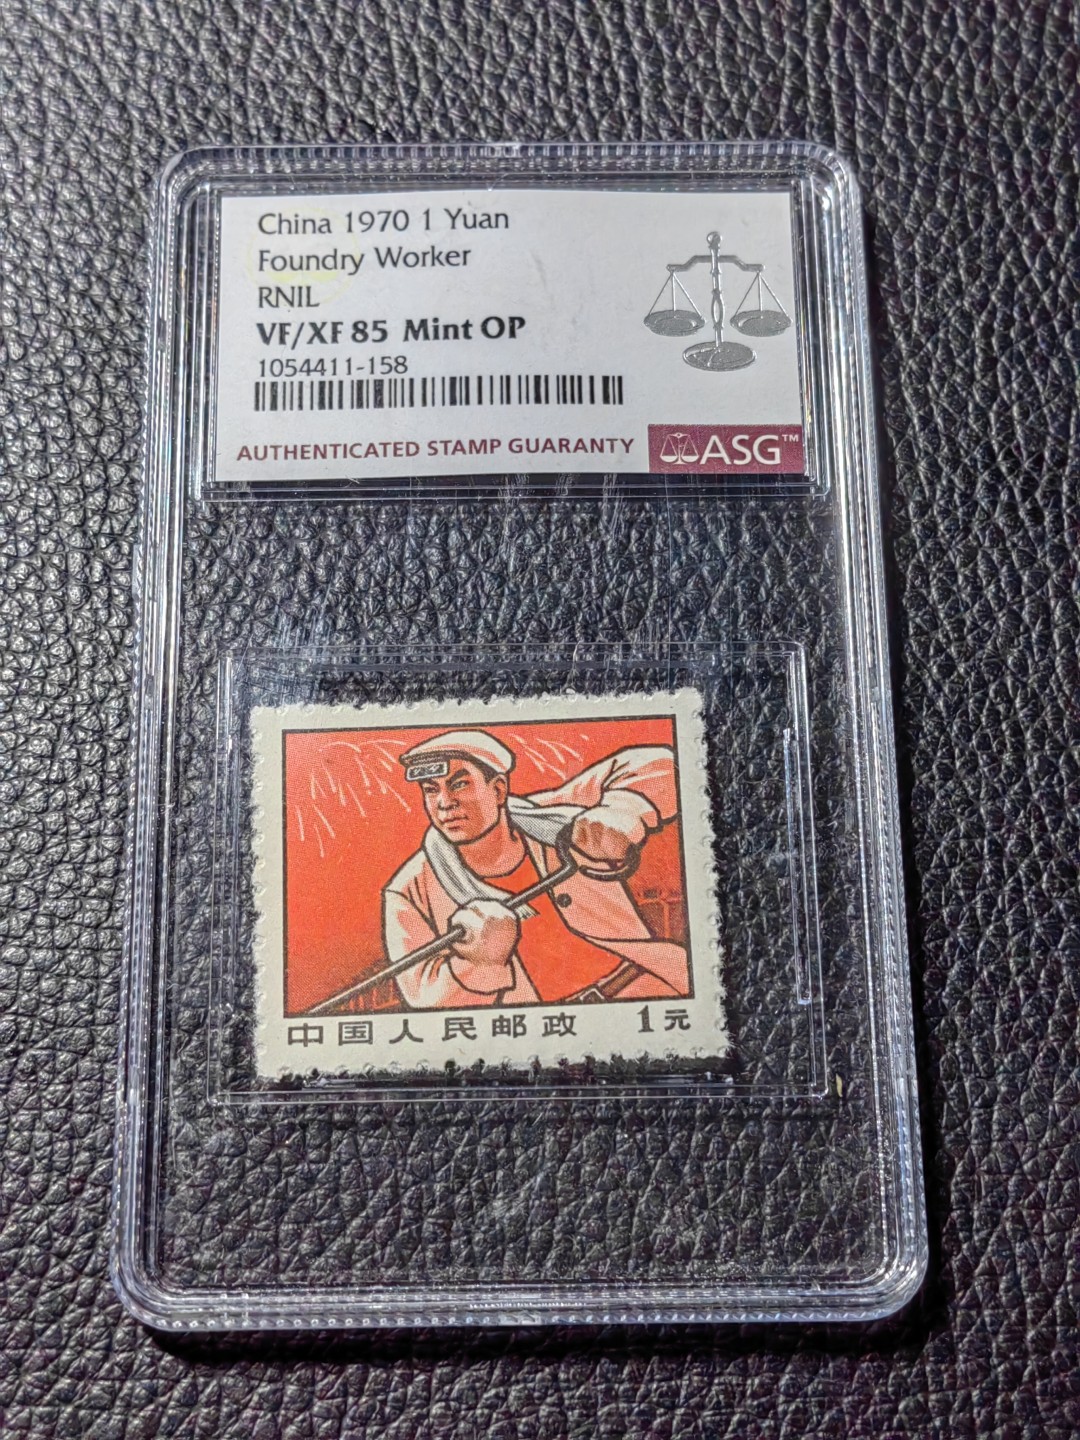 China 1970 1 Yuan
Foundry Worker
RNIL
VF/XF 85 Mint OP
1054411-158
AUTHENTICATED STAMP GUARANTY
ASG™
中国人民邮政 1元